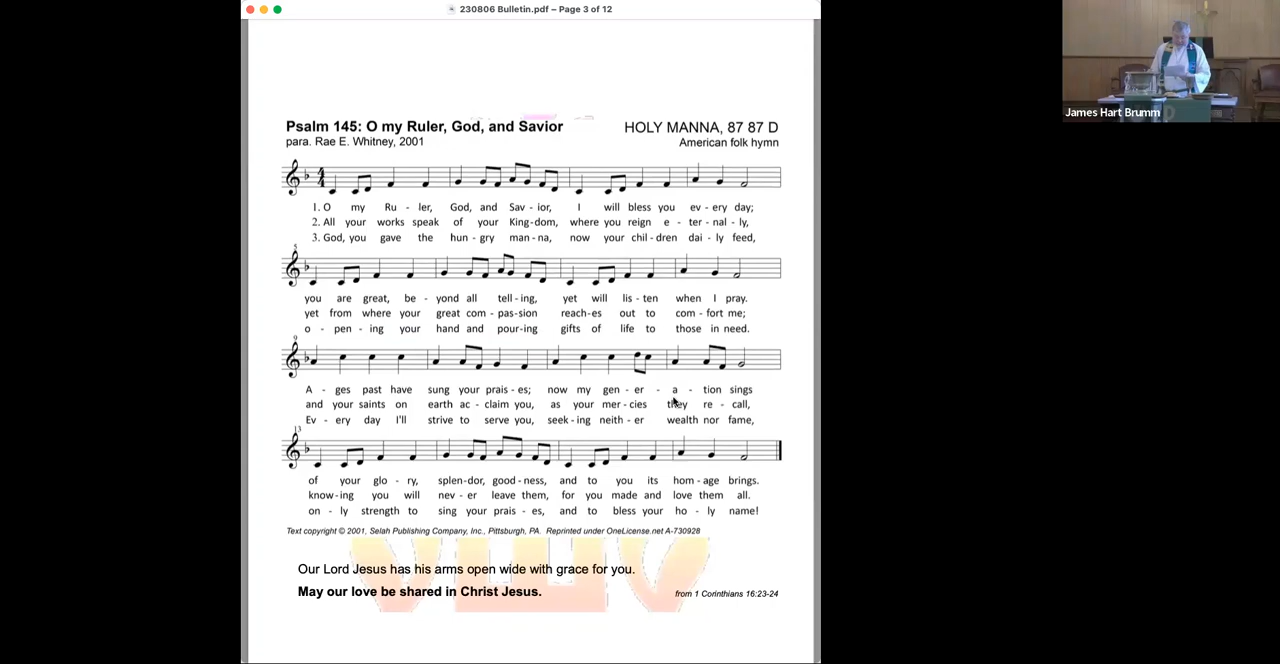 230806 Bulletin.pdf – Page 3 of 12
James Hart Brumm
Psalm 145: O my Ruler, God, and Savior
HOLY MANNA, 87 87 D
para. Rae E. Whitney, 2001
American folk hymn
1. O my Ru - ler, God, and Sav - ior, I will bless you ev - ery day;
2. All your works speak of your King- dom, where you reign e - ter - nal - ly,
3. God, you gave the hun - gry man - na, now your chil - dren dai - ly feed,
5
you are great, be - yond all tell - ing, yet will lis - ten when I pray.
yet from where your great com - pas - sion reach- es out to com - fort me;
o - pen - ing your hand and pour- ing gifts of life to those in need.
9
A - ges past have sung your prais - es; now my gen - er - a - tion sings
and your saints on earth ac - claim you, as your mer - cies they re - call,
Ev - ery day I'll strive to serve you, seek - ing neith - er wealth nor fame,
13
of your glo - ry, splen- dor, good - ness, and to you its hom - age brings.
know - ing you will nev - er leave them, for you made and love them all.
on - ly strength to sing your prais - es, and to bless your ho - ly name!
Text copyright © 2001, Selah Publishing Company, Inc., Pittsburgh, PA. Reprinted under OneLicense.net A-730928
Our Lord Jesus has his arms open wide with grace for you.
May our love be shared in Christ Jesus.
from 1 Corinthians 16:23-24